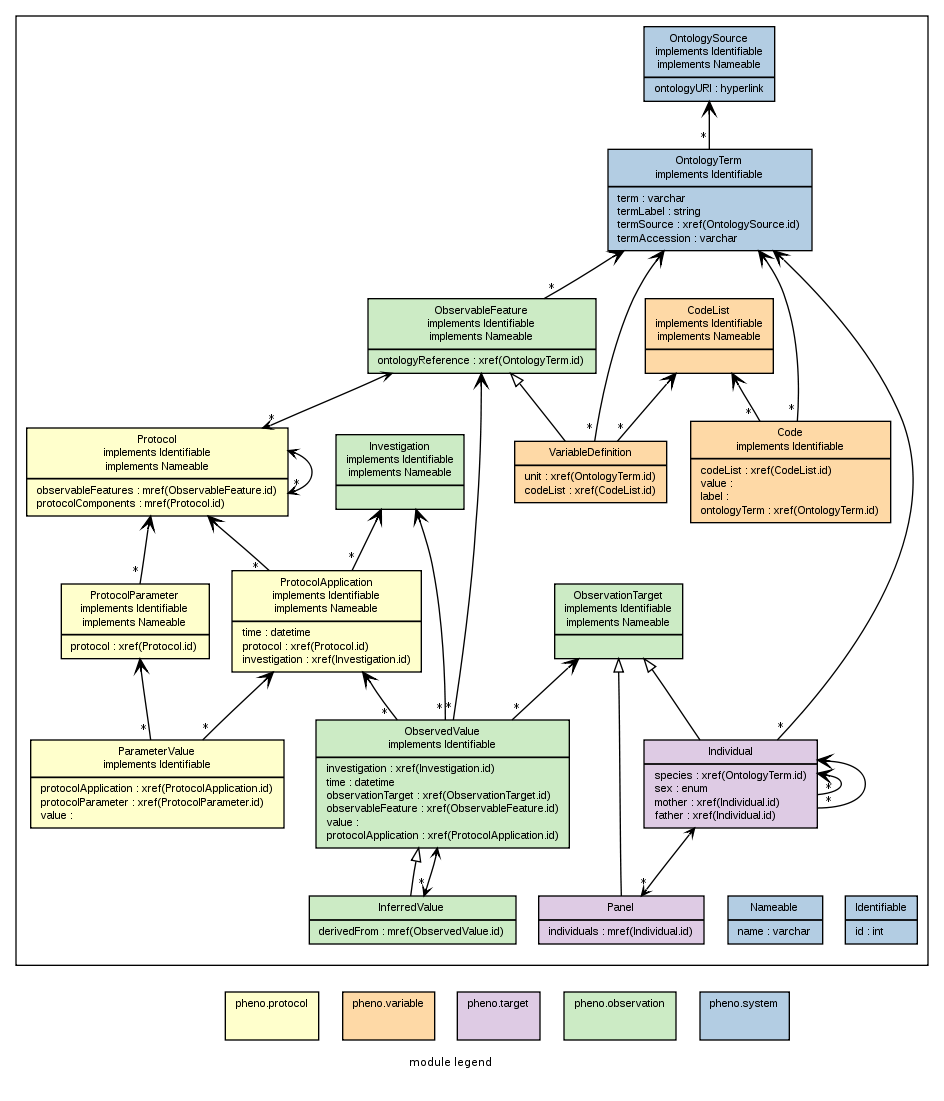 OntologySource
implements Identifiable
implements Nameable
ontologyURI : hyperlink
*
OntologyTerm
implements Identifiable
term : varchar
termLabel : string
termSource : xref(OntologySource.id)
termAccession : varchar
*
ObservableFeature
implements Identifiable
implements Nameable
ontologyReference : xref(OntologyTerm.id)
CodeList
implements Identifiable
implements Nameable
*
*
*
*
*
Protocol
implements Identifiable
implements Nameable
observableFeatures : mref(ObservableFeature.id)
protocolComponents : mref(Protocol.id)
*
Investigation
implements Identifiable
implements Nameable
VariableDefinition
unit : xref(OntologyTerm.id)
codeList : xref(CodeList.id)
Code
implements Identifiable
codeList : xref(CodeList.id)
value :
label :
ontologyTerm : xref(OntologyTerm.id)
*
*
*
ProtocolParameter
implements Identifiable
implements Nameable
protocol : xref(Protocol.id)
ProtocolApplication
implements Identifiable
implements Nameable
time : datetime
protocol : xref(Protocol.id)
investigation : xref(Investigation.id)
ObservationTarget
implements Identifiable
implements Nameable
*
*
*
*
*
*
*
ParameterValue
implements Identifiable
protocolApplication : xref(ProtocolApplication.id)
protocolParameter : xref(ProtocolParameter.id)
value :
ObservedValue
implements Identifiable
investigation : xref(Investigation.id)
time : datetime
observationTarget : xref(ObservationTarget.id)
observableFeature : xref(ObservableFeature.id)
value :
protocolApplication : xref(ProtocolApplication.id)
Individual
species : xref(OntologyTerm.id)
sex : enum
mother : xref(Individual.id)
father : xref(Individual.id)
*
*
*
*
InferredValue
derivedFrom : mref(ObservedValue.id)
Panel
individuals : mref(Individual.id)
Nameable
name : varchar
Identifiable
id : int
pheno.protocol
pheno.variable
pheno.target
pheno.observation
pheno.system
module legend